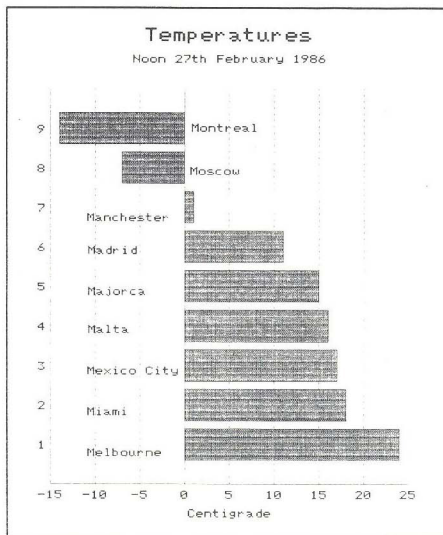 Temperatures
Noon 27th February 1986
9 Montreal
8 Moscow
7 Manchester
6 Madrid
5 Majorca
4 Malta
3 Mexico City
2 Miami
1 Melbourne
-15 -10 -5 0 5 10 15 20 25
Centigrade